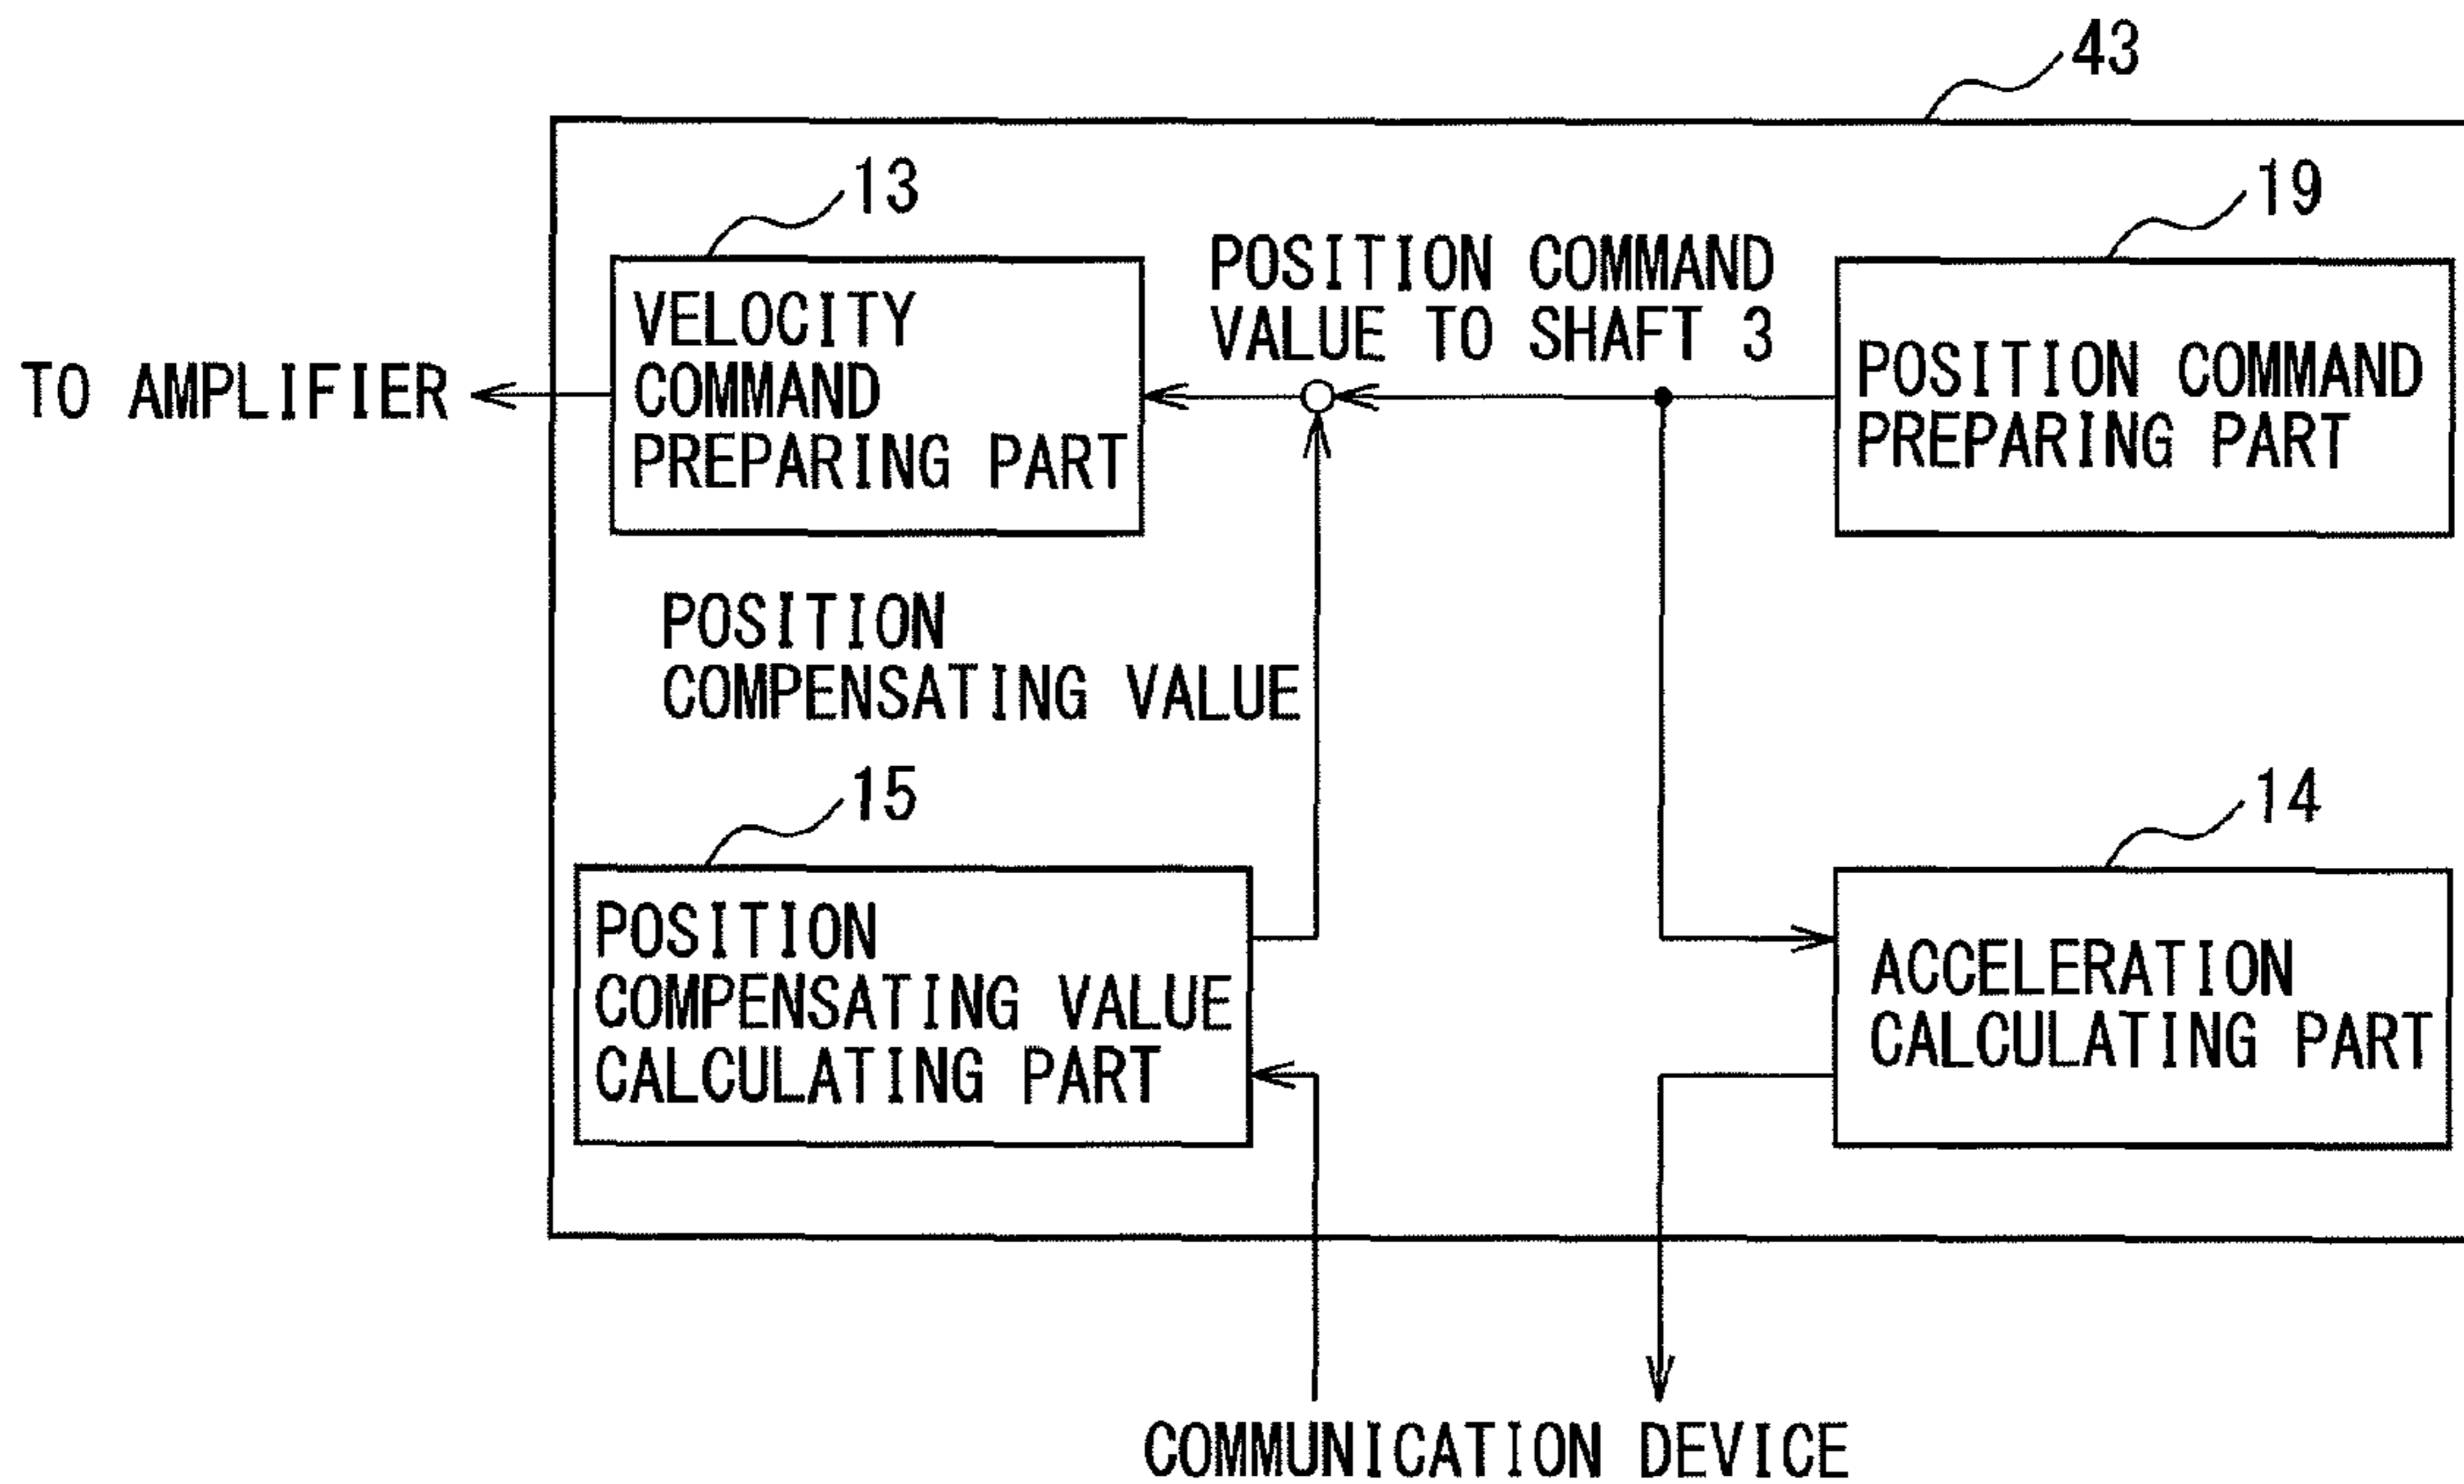 43
13
19
POSITION COMMAND
VALUE TO SHAFT 3
VELOCITY
COMMAND
PREPARING PART
TO AMPLIFIER
POSITION COMMAND
PREPARING PART
POSITION
COMPENSATING VALUE
15
14
POSITION
COMPENSATING VALUE
CALCULATING PART
ACCELERATION
CALCULATING PART
COMMUNICATION DEVICE